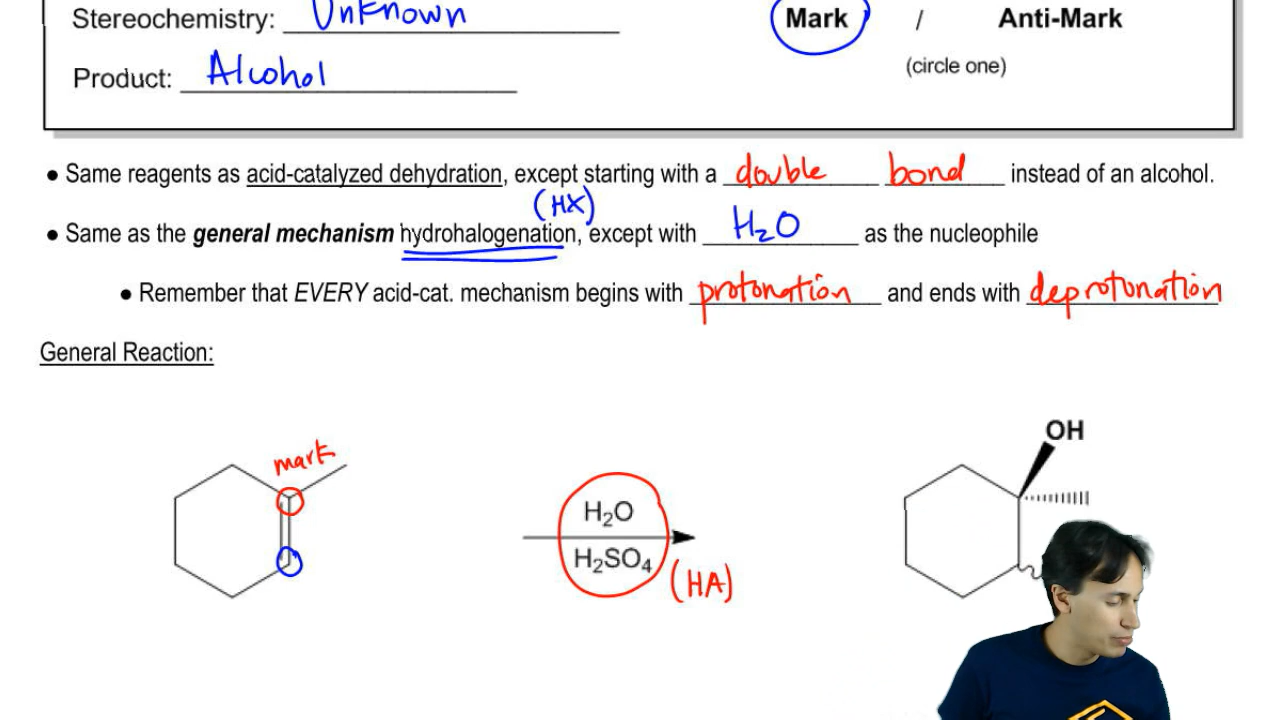 Stereochemistry: Unknown Mark / Anti-Mark
(circle one)
Product: Alcohol
• Same reagents as acid-catalyzed dehydration, except starting with a double bond instead of an alcohol.
(HX)
• Same as the general mechanism hydrohalogenation, except with H₂O as the nucleophile
• Remember that EVERY acid-cat. mechanism begins with protonation and ends with deprotonation
General Reaction:
mark
H₂O
H₂SO₄
(HA)
OH